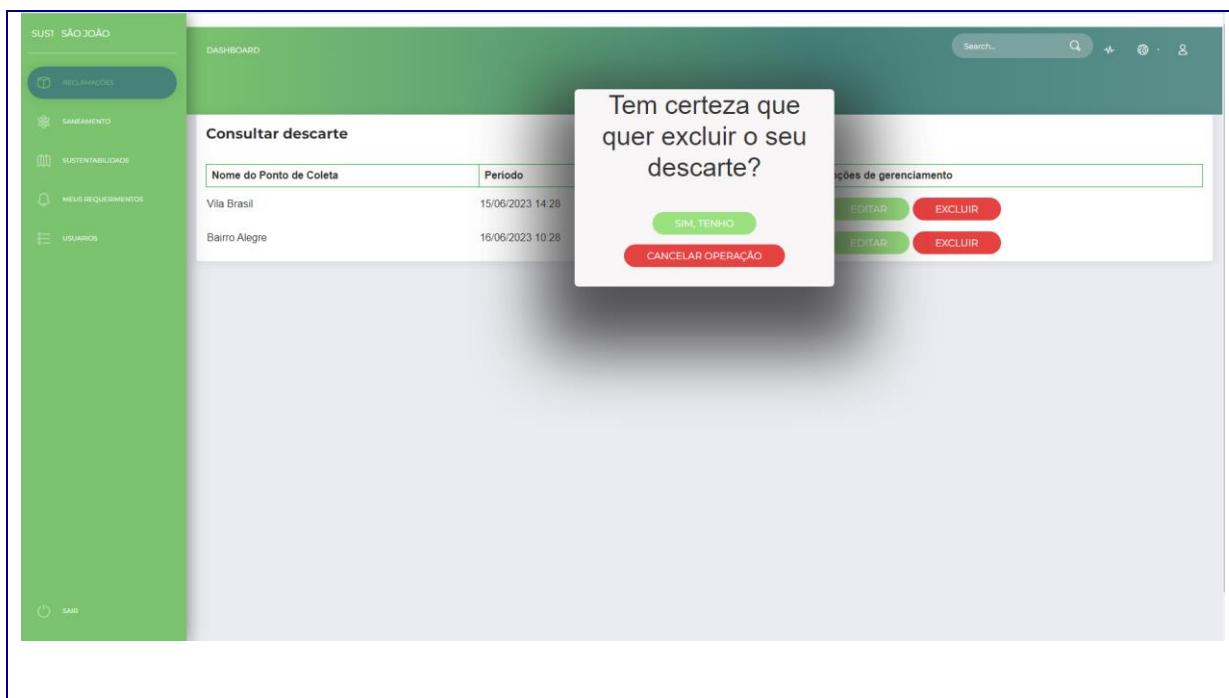 SUST SÃO JOÃO
DASHBOARD
Search...
RECLAMAÇÕES
SANEAMENTO
SUSTENTABILIDADE
MEUS REQUERIMENTOS
USUARIOS
SAIR
Consultar descarte
Nome do Ponto de Coleta Período ções de gerenciamento
Vila Brasil 15/06/2023 14:28 EDITAR EXCLUIR
Bairro Alegre 16/06/2023 10:28 EDITAR EXCLUIR
Tem certeza que
quer excluir o seu
descarte?
SIM, TENHO
CANCELAR OPERAÇÃO